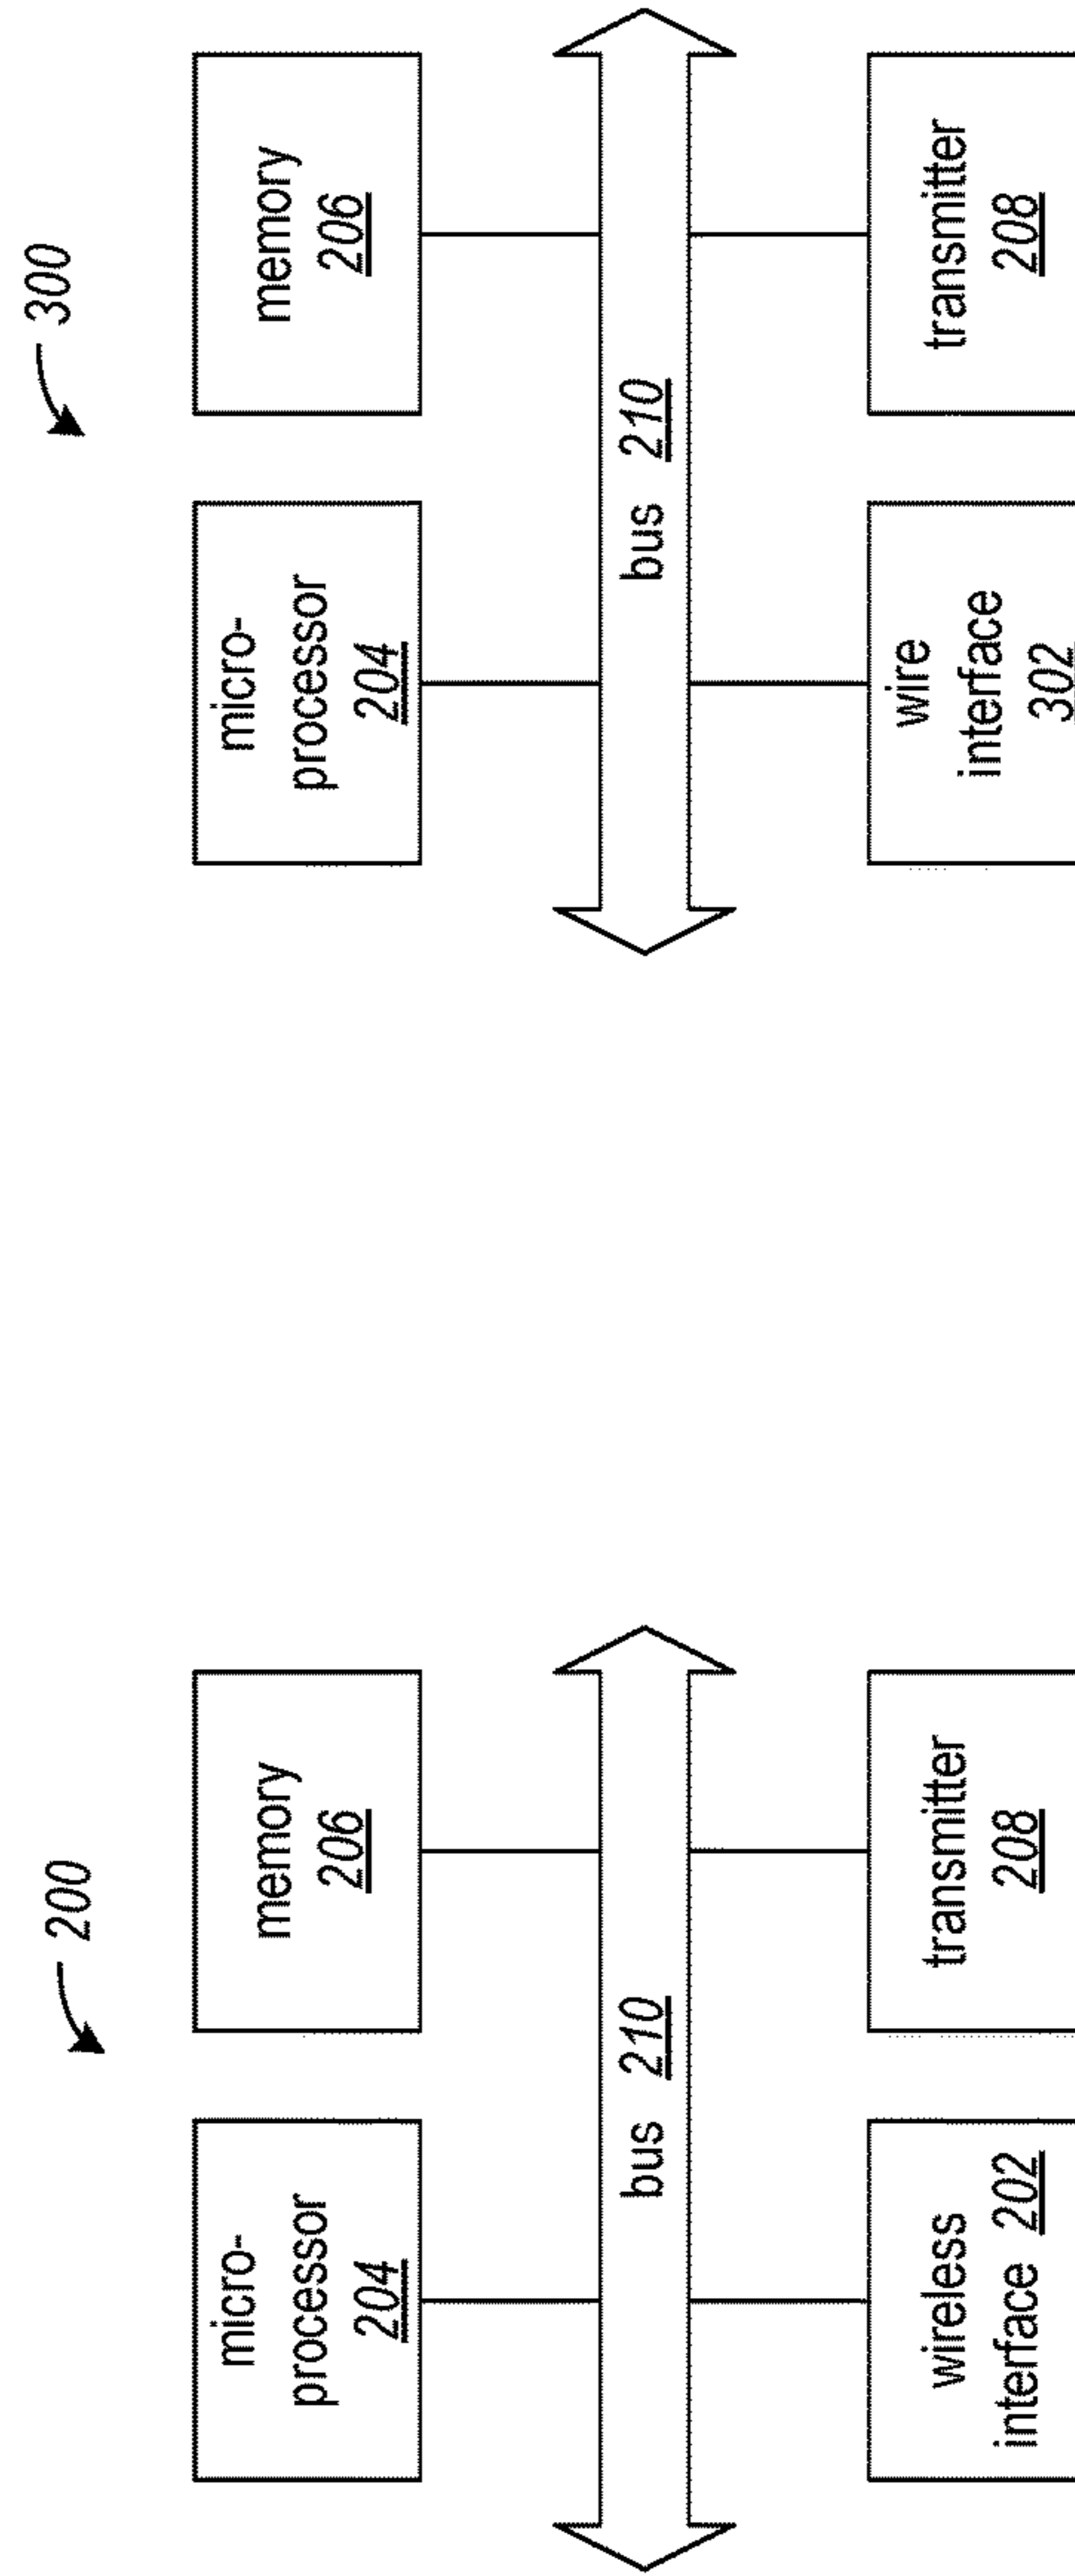 200
micro-
processor
204
memory
206
bus 210
wireless
interface 202
transmitter
208
300
micro-
processor
204
memory
206
bus 210
wire
interface
302
transmitter
208